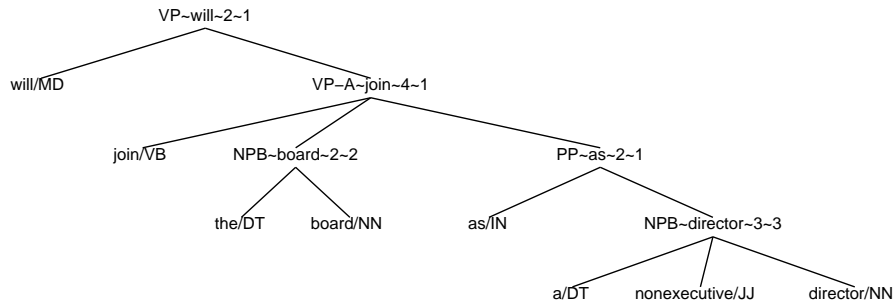 VP~will~2~1
will/MD VP−A~join~4~1
join/VB NPB~board~2~2 PP~as~2~1
the/DT board/NN as/IN NPB~director~3~3
a/DT nonexecutive/JJ director/NN